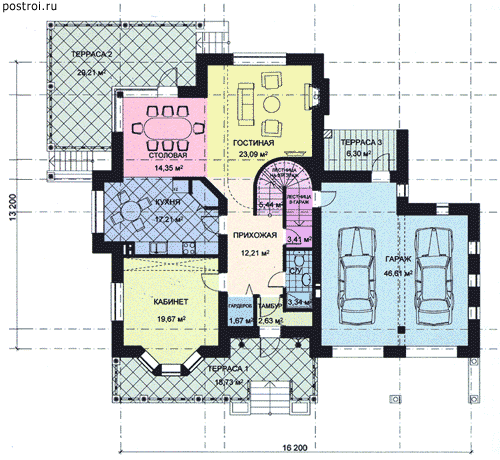 postroi.ru
ТЕРРАСА 2
29,21 м²
СТОЛОВАЯ
14,35 м²
ГОСТИНАЯ
23,09 м²
ТЕРРАСА 3
6,30 м²
ЛЕСТНИЦА
НА 2-Й ЭТАЖ
5,44 м²
ЛЕСТНИЦА
В ГАРАЖ
3,41 м²
КУХНЯ
17,21 м²
ПРИХОЖАЯ
12,21 м²
ГАРАЖ
46,61 м²
С/У
3,34 м²
КАБИНЕТ
19,67 м²
ГАРДЕРОБ
1,67 м²
ТАМБУР
2,63 м²
ТЕРРАСА 1
18,73 м²
13 200
16 200